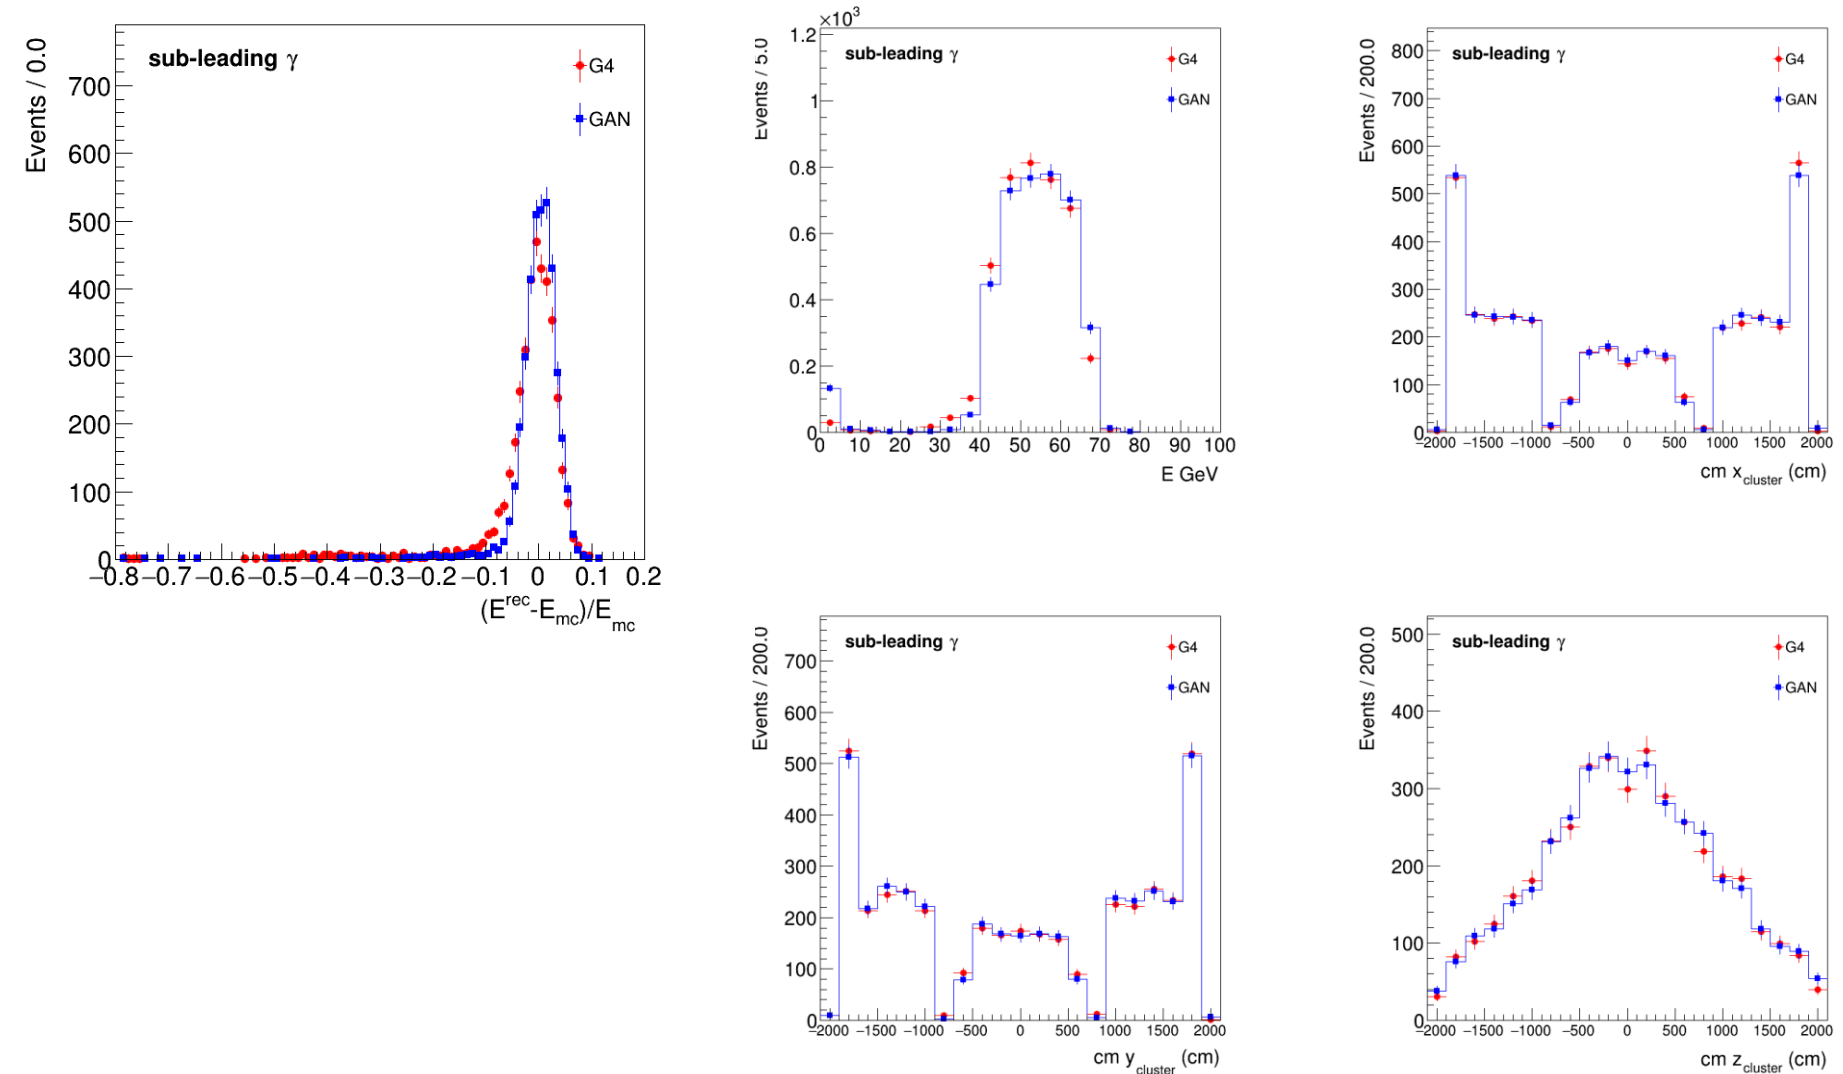 sub-leading γ
G4
GAN
Events / 0.0
700
600
500
400
300
200
100
0
−0.8 −0.7 −0.6 −0.5 −0.4 −0.3 −0.2 −0.1 0 0.1 0.2
(E^rec-E_mc)/E_mc
×10³
sub-leading γ
G4
GAN
Events / 5.0
1.2
1
0.8
0.6
0.4
0.2
0
0 10 20 30 40 50 60 70 80 90 100
E GeV
sub-leading γ
G4
GAN
Events / 200.0
800
700
600
500
400
300
200
100
0
−2000 −1500 −1000 −500 0 500 1000 1500 2000
cm x_cluster (cm)
sub-leading γ
G4
GAN
Events / 200.0
700
600
500
400
300
200
100
0
−2000 −1500 −1000 −500 0 500 1000 1500 2000
cm y_cluster (cm)
sub-leading γ
G4
GAN
Events / 200.0
500
400
300
200
100
0
−2000 −1500 −1000 −500 0 500 1000 1500 2000
cm z_cluster (cm)